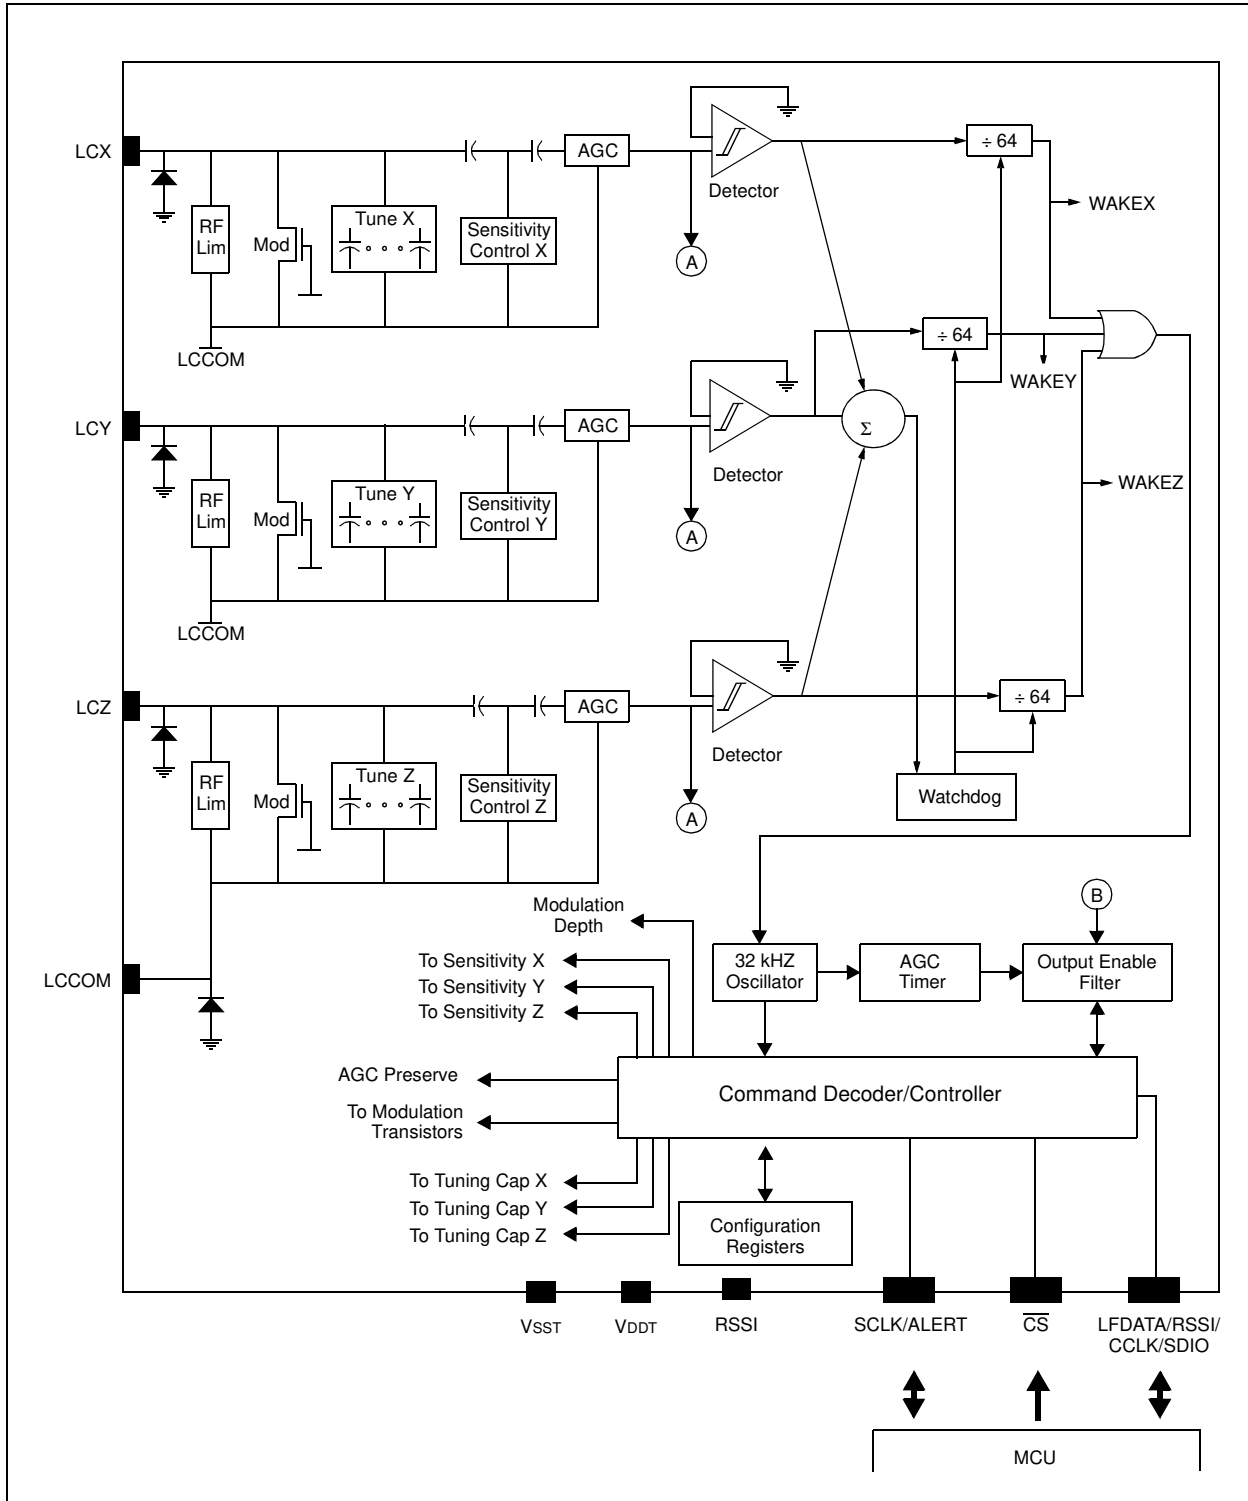 LCX
AGC
Detector
÷ 64
WAKEX
RF
Lim
Mod
Tune X
Sensitivity
Control X
A
LCCOM
÷ 64
WAKEY
LCY
AGC
Detector
Σ
RF
Lim
Mod
Tune Y
Sensitivity
Control Y
A
WAKEZ
LCCOM
LCZ
AGC
Detector
÷ 64
RF
Lim
Mod
Tune Z
Sensitivity
Control Z
A
Watchdog
LCCOM
Modulation
Depth
To Sensitivity X
To Sensitivity Y
To Sensitivity Z
B
32 kHZ
Oscillator
AGC
Timer
Output Enable
Filter
AGC Preserve
To Modulation
Transistors
Command Decoder/Controller
To Tuning Cap X
To Tuning Cap Y
To Tuning Cap Z
Configuration
Registers
VSST
VDDT
RSSI
SCLK/ALERT
CS
LFDATA/RSSI/
CCLK/SDIO
MCU